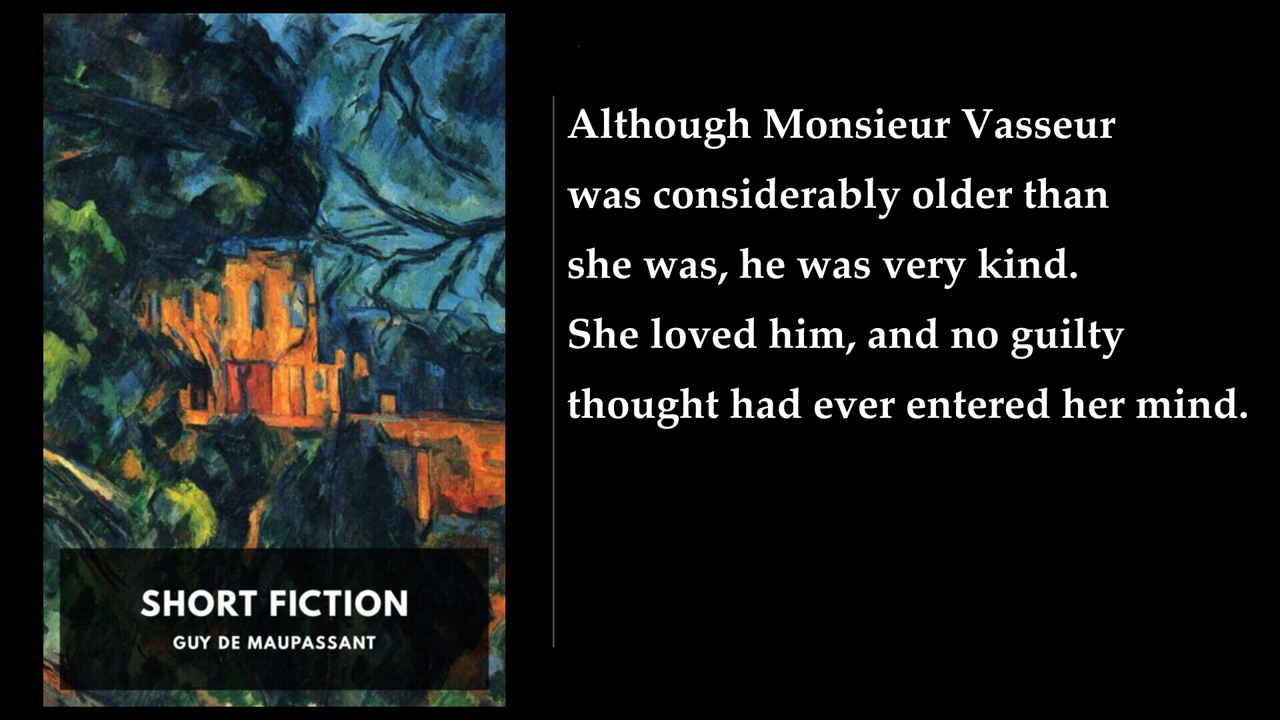 SHORT FICTION
GUY DE MAUPASSANT
Although Monsieur Vasseur
was considerably older than
she was, he was very kind.
She loved him, and no guilty
thought had ever entered her mind.